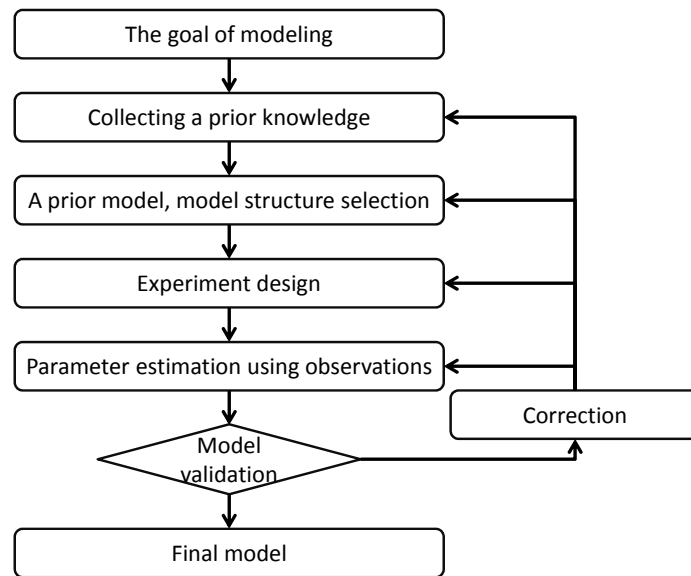 The goal of modeling
Collecting a prior knowledge
A prior model, model structure selection
Experiment design
Parameter estimation using observations
Correction
Model
validation
Final model